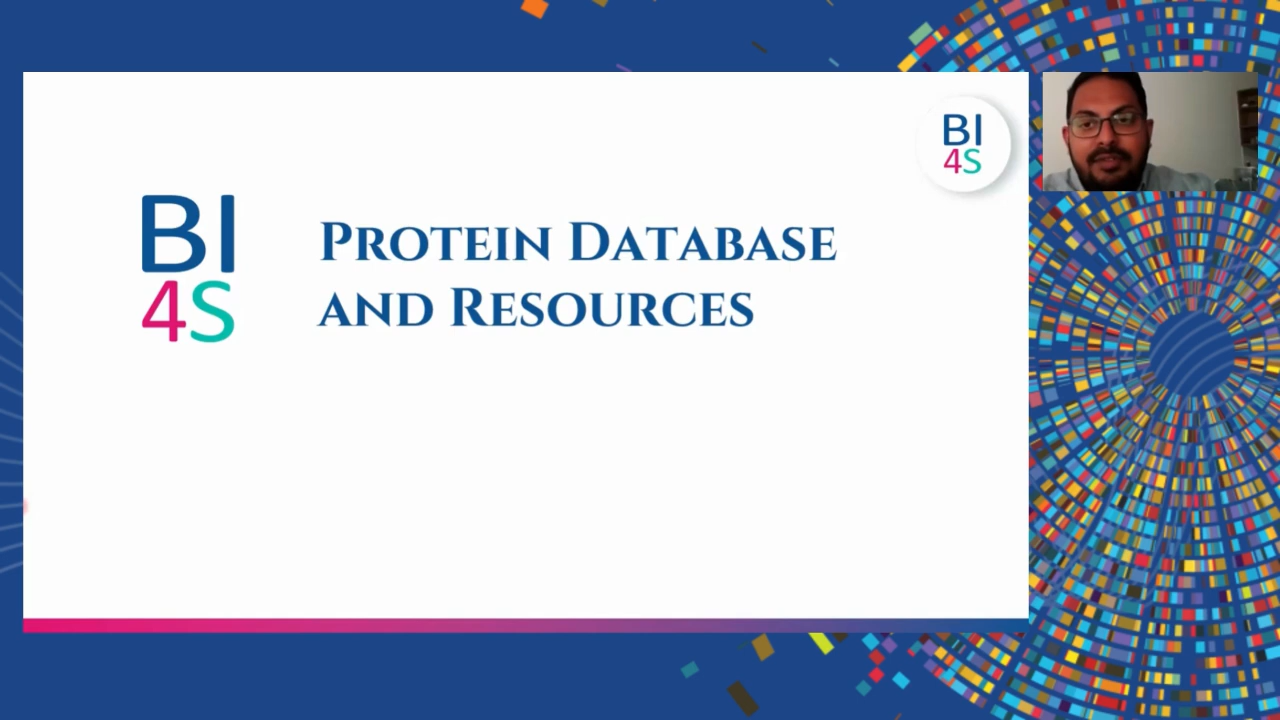 BI
4S
BI
4S
PROTEIN DATABASE
AND RESOURCES